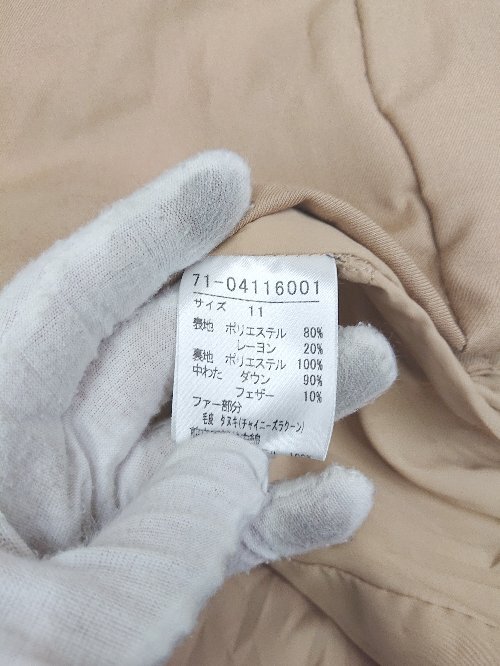 71-04116001
サイズ 11
表地 ポリエステル 80%
レーヨン 20%
裏地 ポリエステル 100%
中わた ダウン 90%
フェザー 10%
ファー部分
毛皮 タヌキ(チャイニーズラクーン)